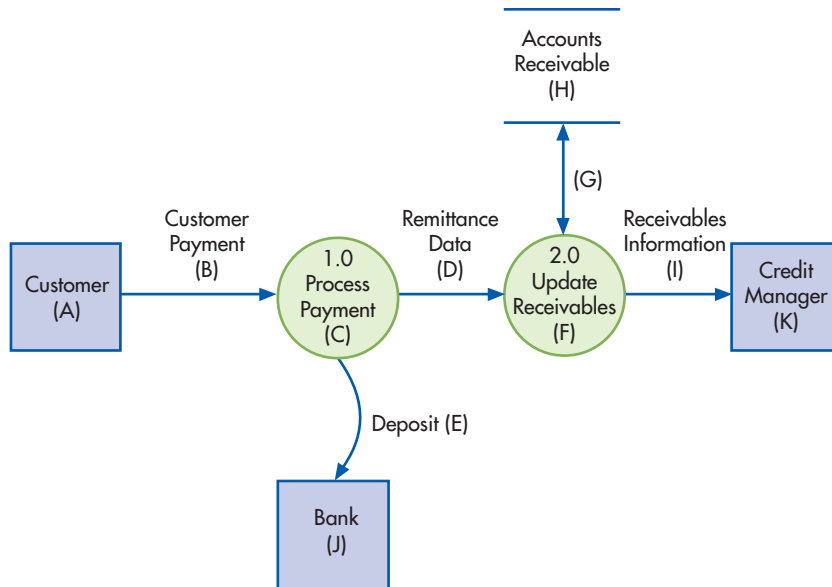 Accounts
Receivable
(H)
(G)
Customer
Payment
(B)
Remittance
Data
(D)
Receivables
Information
(I)
Customer
(A)
1.0
Process
Payment
(C)
2.0
Update
Receivables
(F)
Credit
Manager
(K)
Deposit (E)
Bank
(J)